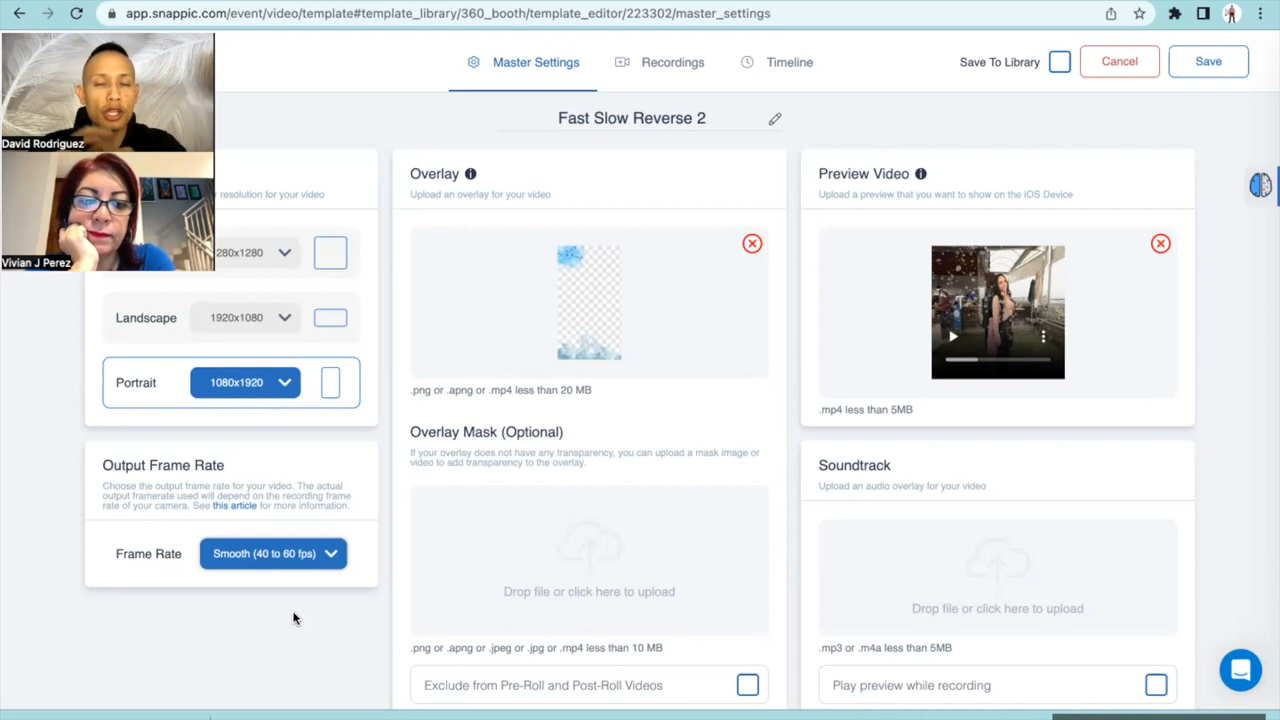 app.snappic.com/event/video/template#template_library/360_booth/template_editor/223302/master_settings
Master Settings
Recordings
Timeline
Save To Library
Cancel
Save
David Rodriguez
Vivian J Perez
Fast Slow Reverse 2
resolution for your video
280x1280
Landscape
1920x1080
Portrait
1080x1920
Output Frame Rate
Choose the output frame rate for your video. The actual
output framerate used will depend on the recording frame
rate of your camera. See this article for more information.
Frame Rate
Smooth (40 to 60 fps)
Overlay
Upload an overlay for your video
.png or .apng or .mp4 less than 20 MB
Overlay Mask (Optional)
If your overlay does not have any transparency, you can upload a mask image or
video to add transparency to the overlay.
Drop file or click here to upload
.png or .apng or .jpeg or .jpg or .mp4 less than 10 MB
Exclude from Pre-Roll and Post-Roll Videos
Preview Video
Upload a preview that you want to show on the iOS Device
.mp4 less than 5MB
Soundtrack
Upload an audio overlay for your video
Drop file or click here to upload
.mp3 or .m4a less than 5MB
Play preview while recording